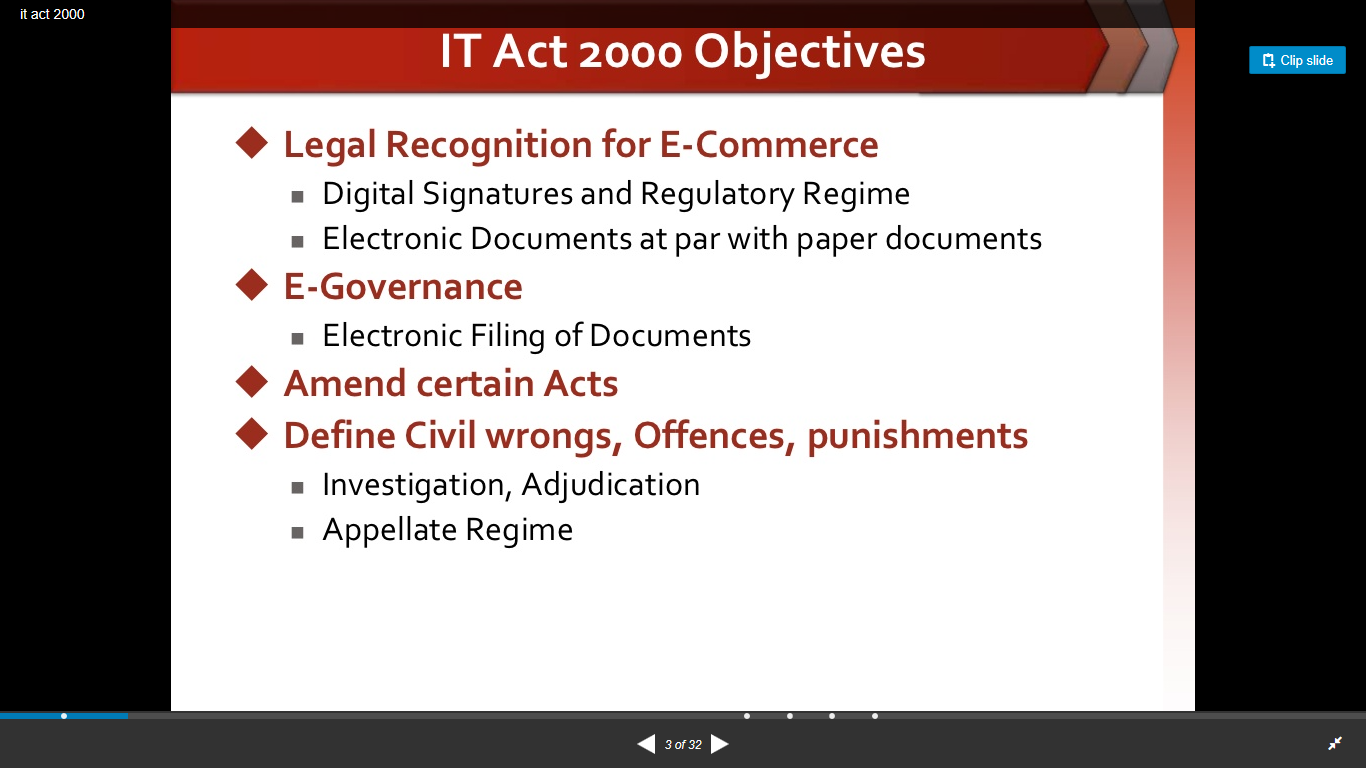 it act 2000
IT Act 2000 Objectives
Clip slide
Legal Recognition for E-Commerce
Digital Signatures and Regulatory Regime
Electronic Documents at par with paper documents
E-Governance
Electronic Filing of Documents
Amend certain Acts
Define Civil wrongs, Offences, punishments
Investigation, Adjudication
Appellate Regime
3 of 32